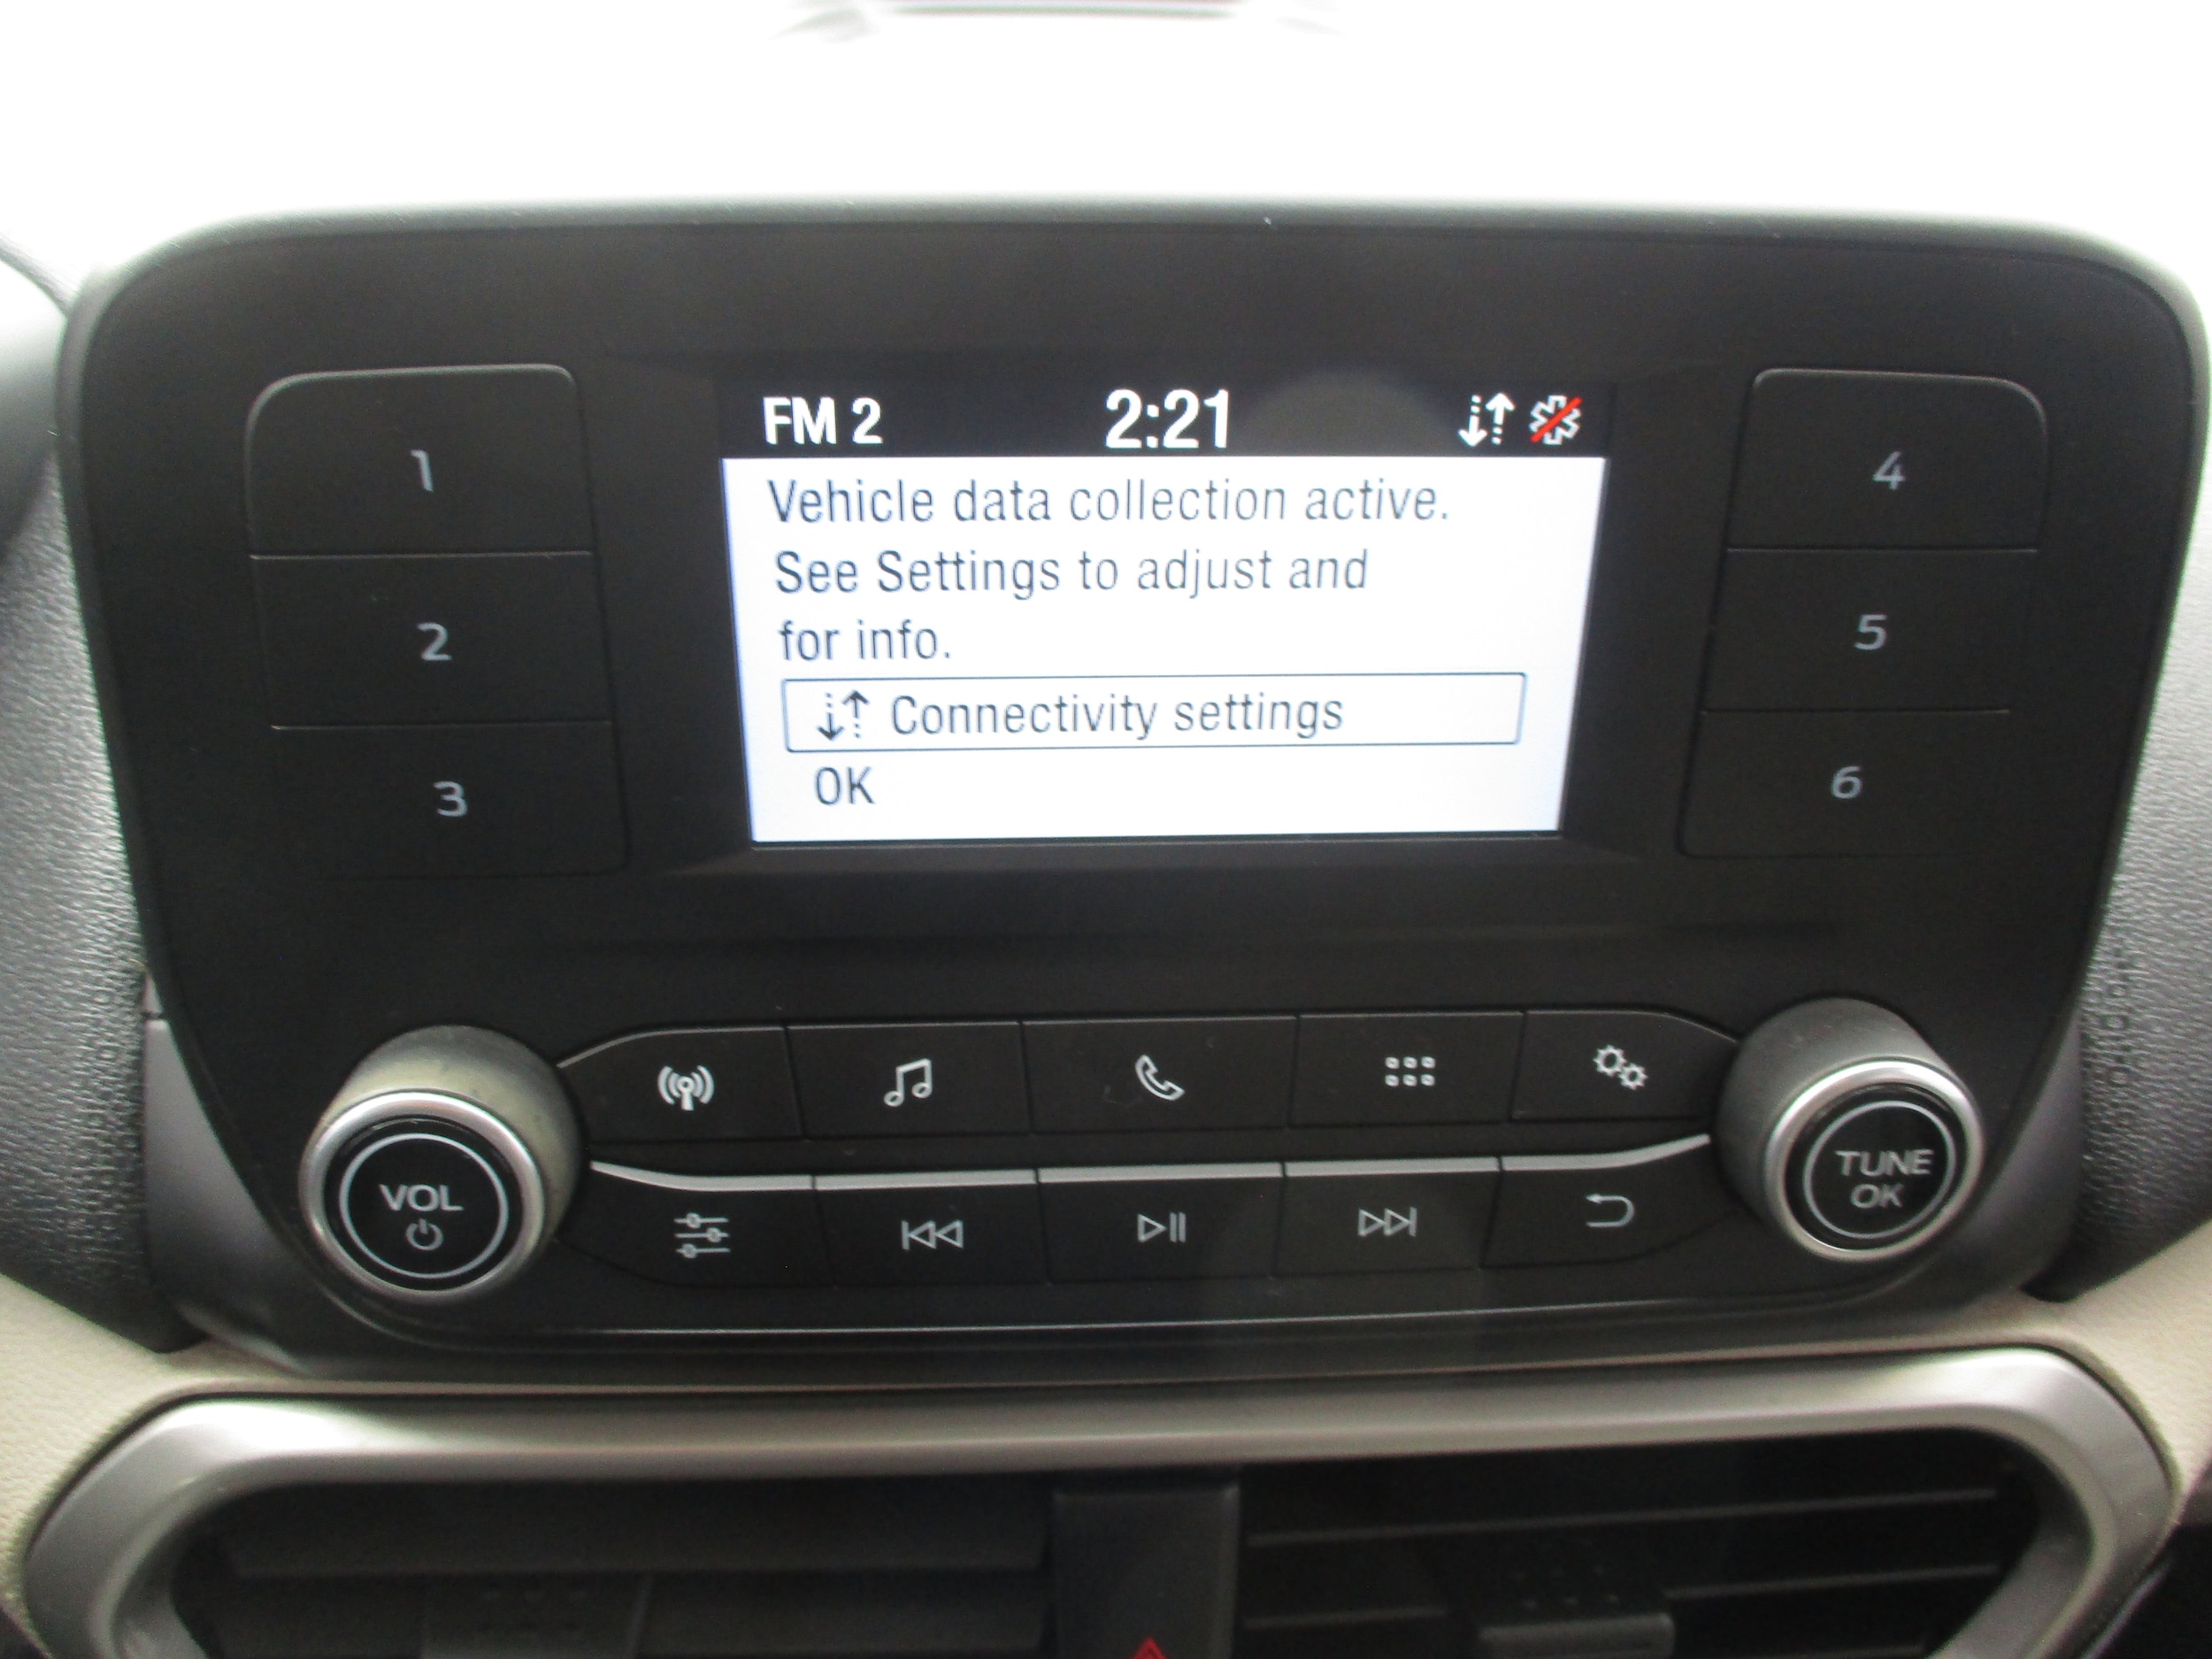 FM 2 2:21
Vehicle data collection active.
See Settings to adjust and
for info.
Connectivity settings
OK
1
2
3
4
5
6
VOL
TUNE
OK